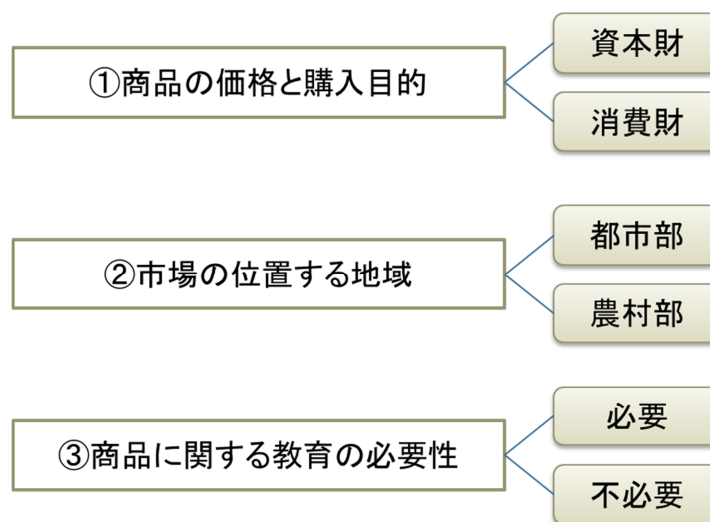 ①商品の価格と購入目的
資本財
消費財
②市場の位置する地域
都市部
農村部
③商品に関する教育の必要性
必要
不必要